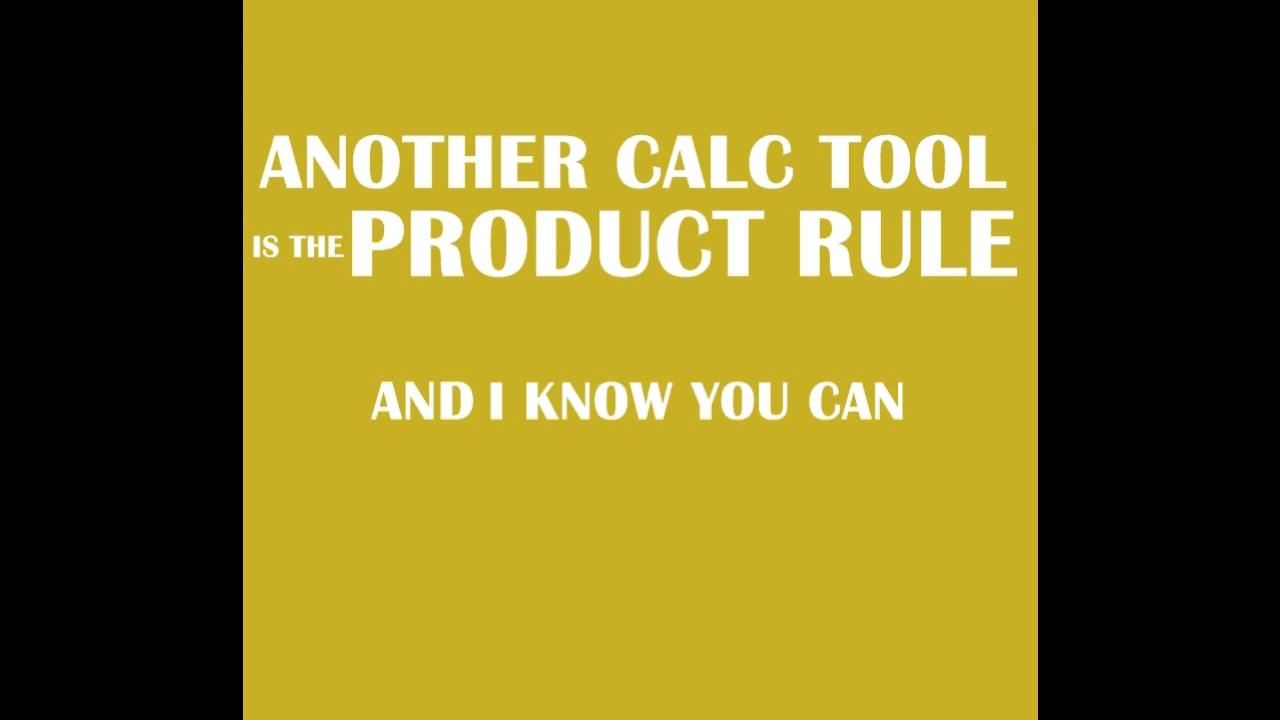 ANOTHER CALC TOOL
IS THE PRODUCT RULE
AND I KNOW YOU CAN